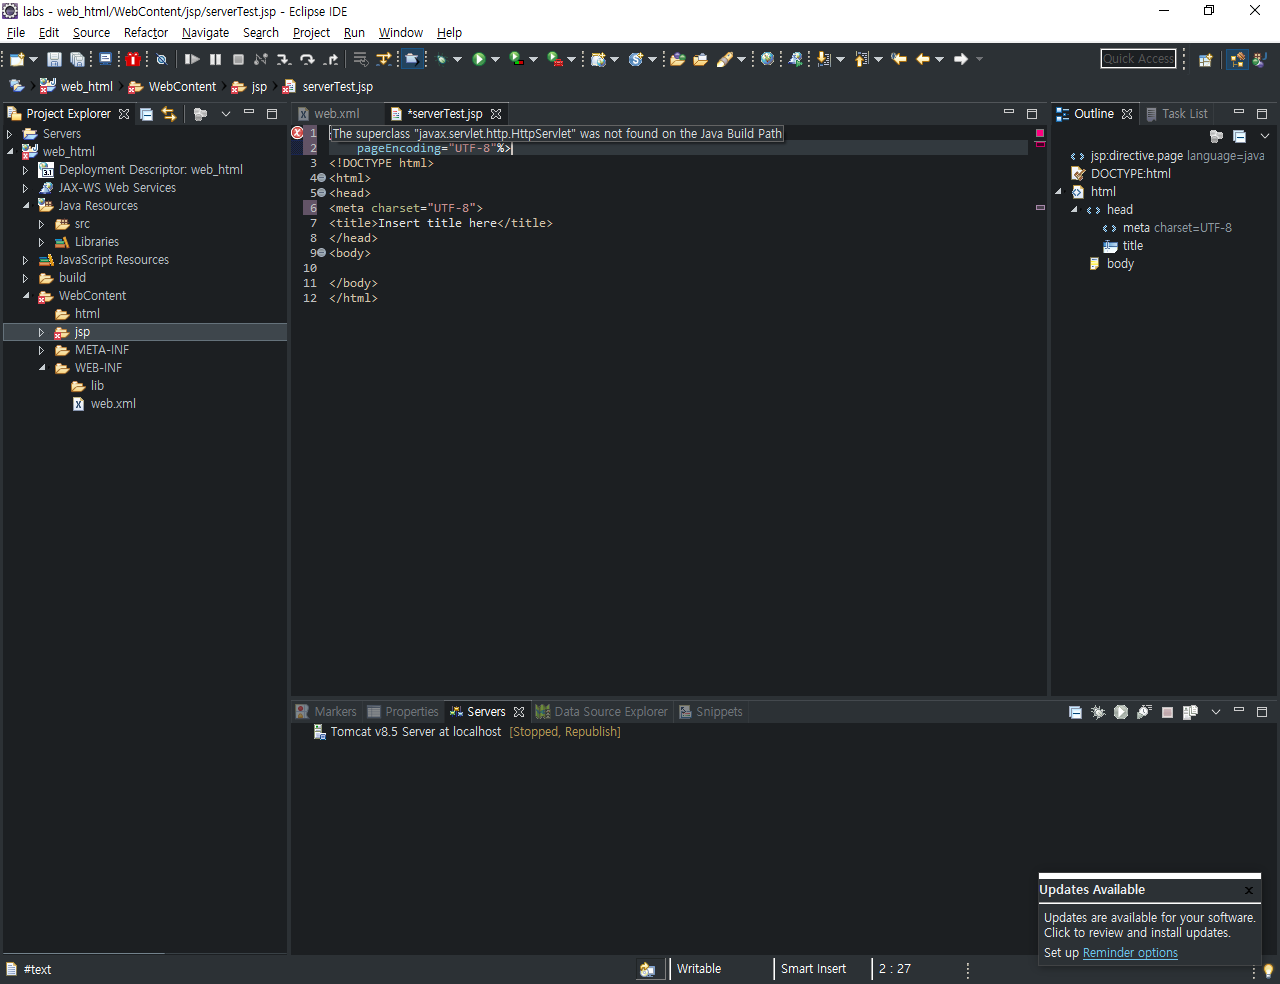 labs - web_html/WebContent/jsp/serverTest.jsp - Eclipse IDE
File Edit Source Refactor Navigate Search Project Run Window Help
Quick Access
web_html WebContent jsp serverTest.jsp
Project Explorer
Servers
web_html
Deployment Descriptor: web_html
JAX-WS Web Services
Java Resources
src
Libraries
JavaScript Resources
build
WebContent
html
jsp
META-INF
WEB-INF
lib
web.xml
web.xml *serverTest.jsp
1 The superclass "javax.servlet.http.HttpServlet" was not found on the Java Build Path
2 pageEncoding="UTF-8"%>
3 <!DOCTYPE html>
4 <html>
5 <head>
6 <meta charset="UTF-8">
7 <title>Insert title here</title>
8 </head>
9 <body>
10
11 </body>
12 </html>
Outline Task List
jsp:directive.page language=java
DOCTYPE:html
html
head
meta charset=UTF-8
title
body
Markers Properties Servers Data Source Explorer Snippets
Tomcat v8.5 Server at localhost [Stopped, Republish]
Updates Available
Updates are available for your software.
Click to review and install updates.
Set up Reminder options
#text Writable Smart Insert 2 : 27